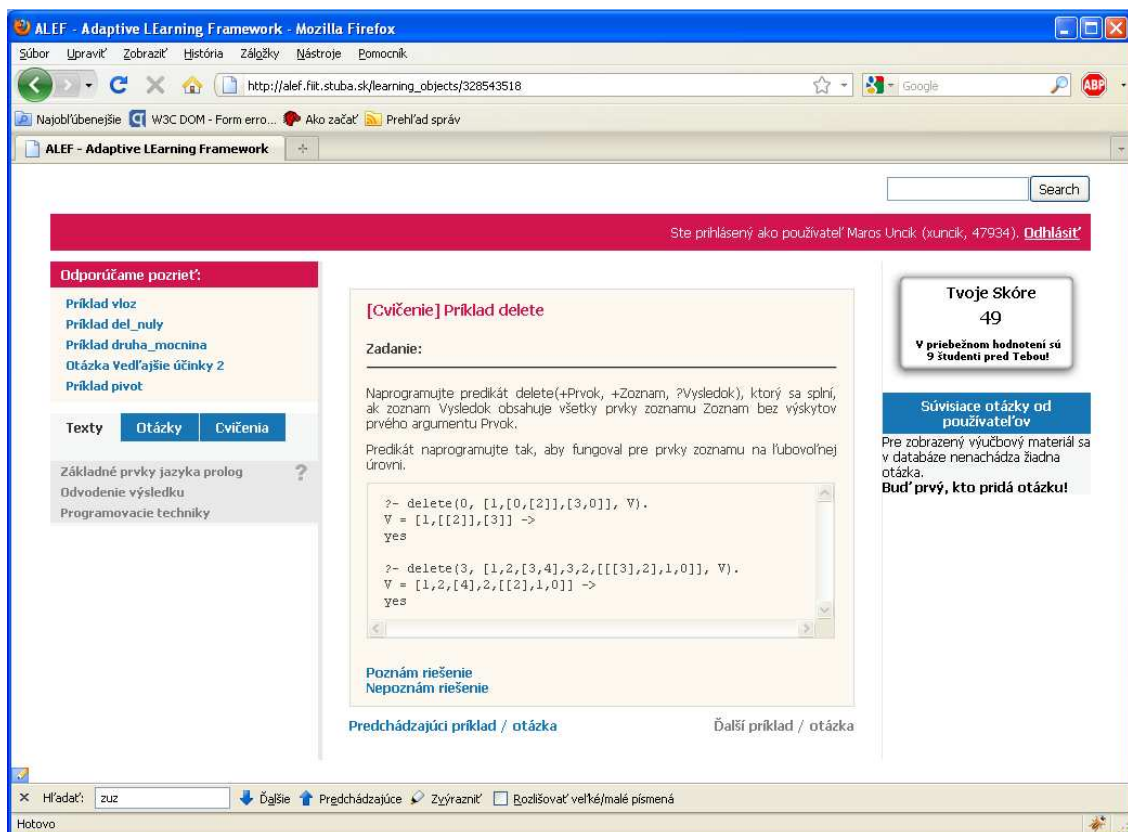 ALEF - Adaptive LEarning Framework - Mozilla Firefox
Súbor Upraviť Zobraziť História Záložky Nástroje Pomocník
http://alef.fiit.stuba.sk/learning_objects/328543518
Google
ABP
Najobľúbenejšie W3C DOM - Form erro... Ako začať Prehľad správ
ALEF - Adaptive LEarning Framework
Search
Ste prihlásený ako používateľ Maros Uncik (xuncik, 47934). Odhlásiť
Odporúčame pozrieť:
Príklad vloz
Príklad del_nuly
Príklad druha_mocnina
Otázka Vedľajšie účinky 2
Príklad pivot
Texty Otázky Cvičenia
Základné prvky jazyka prolog ?
Odvodenie výsledku
Programovacie techniky
[Cvičenie] Príklad delete
Zadanie:
Naprogramujte predikát delete(+Prvok, +Zoznam, ?Vysledok), ktorý sa splní,
ak zoznam Vysledok obsahuje všetky prvky zoznamu Zoznam bez výskytov
prvého argumentu Prvok.
Predikát naprogramujte tak, aby fungoval pre prvky zoznamu na ľubovoľnej
úrovni.
?- delete(0, [1,[0,[2]],[3,0]], V).
V = [1,[[2]],[3]] ->
yes
?- delete(3, [1,2,[3,4],3,2,[[[3],2],1,0]], V).
V = [1,2,[4],2,[[2],1,0]] ->
yes
Poznám riešenie
Nepoznám riešenie
Predchádzajúci príklad / otázka
Ďalší príklad / otázka
Tvoje Skóre
49
V priebežnom hodnotení sú
9 študenti pred Tebou!
Súvisiace otázky od
používateľov
Pre zobrazený výučbový materiál sa
v databáze nenachádza žiadna
otázka.
Buď prvý, kto pridá otázku!
Hľadať: zuz Ďalšie Predchádzajúce Zvýrazniť Rozlišovať veľké/malé písmená
Hotovo